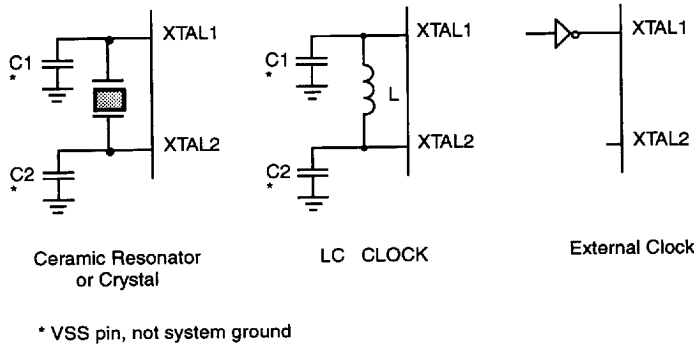 XTAL1
C1
*
XTAL2
C2
*
Ceramic Resonator
or Crystal
XTAL1
C1
*
L
XTAL2
C2
*
LC CLOCK
XTAL1
XTAL2
External Clock
* VSS pin, not system ground